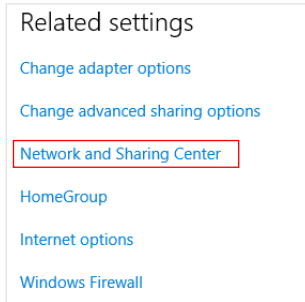 Related settings
Change adapter options
Change advanced sharing options
Network and Sharing Center
HomeGroup
Internet options
Windows Firewall